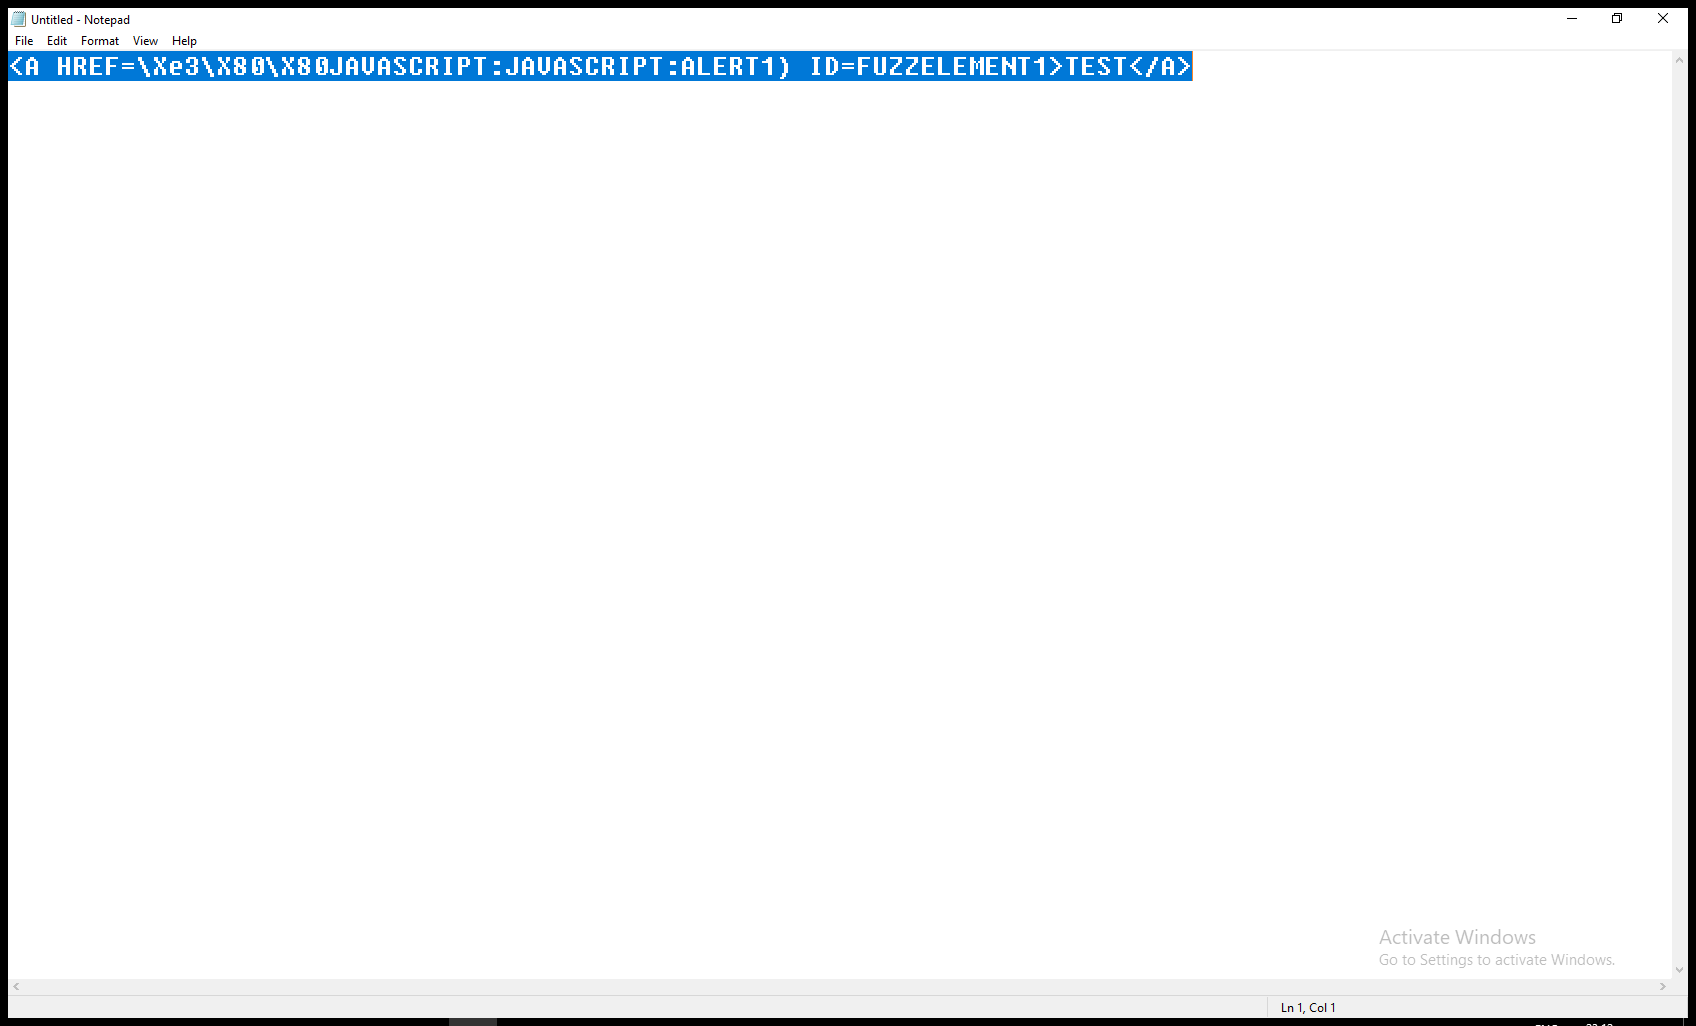 Untitled - Notepad
File Edit Format View Help
<A HREF=\Xe3\X80\X80JAVASCRIPT:JAVASCRIPT:ALERT1) ID=FUZZELEMENT1>TEST</A>
Activate Windows
Go to Settings to activate Windows.
Ln 1, Col 1